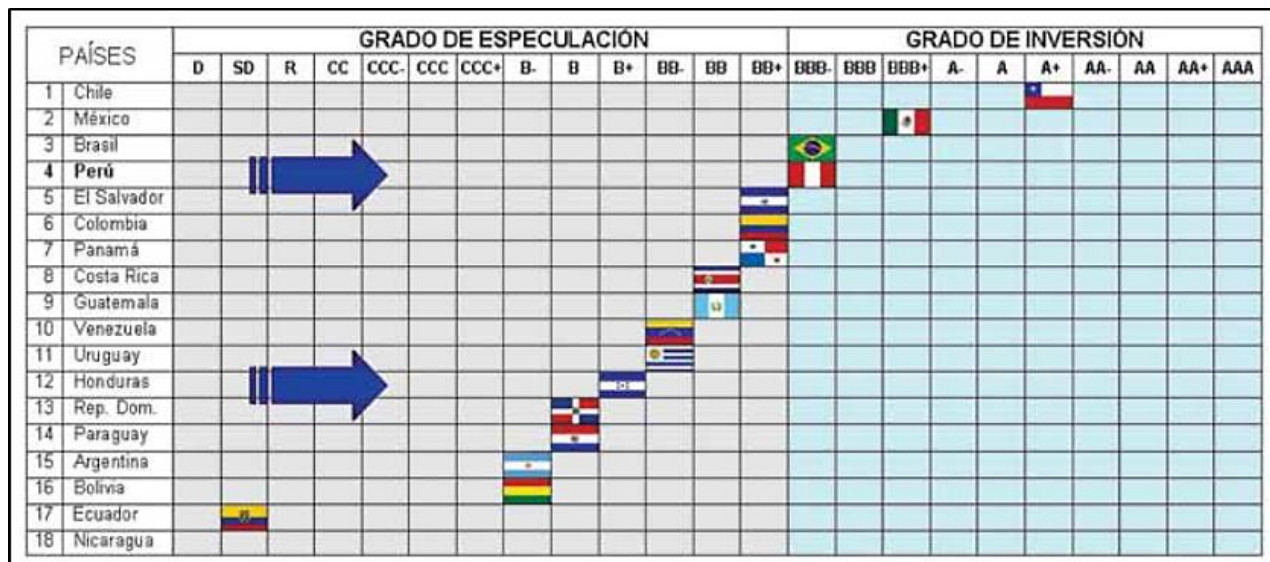 PAÍSES GRADO DE ESPECULACIÓN GRADO DE INVERSIÓN
D SD R CC CCC- CCC CCC+ B- B B+ BB- BB BB+ BBB- BBB BBB+ A- A A+ AA- AA AA+ AAA
1 Chile
2 México
3 Brasil
4 Perú
5 El Salvador
6 Colombia
7 Panamá
8 Costa Rica
9 Guatemala
10 Venezuela
11 Uruguay
12 Honduras
13 Rep. Dom.
14 Paraguay
15 Argentina
16 Bolivia
17 Ecuador
18 Nicaragua